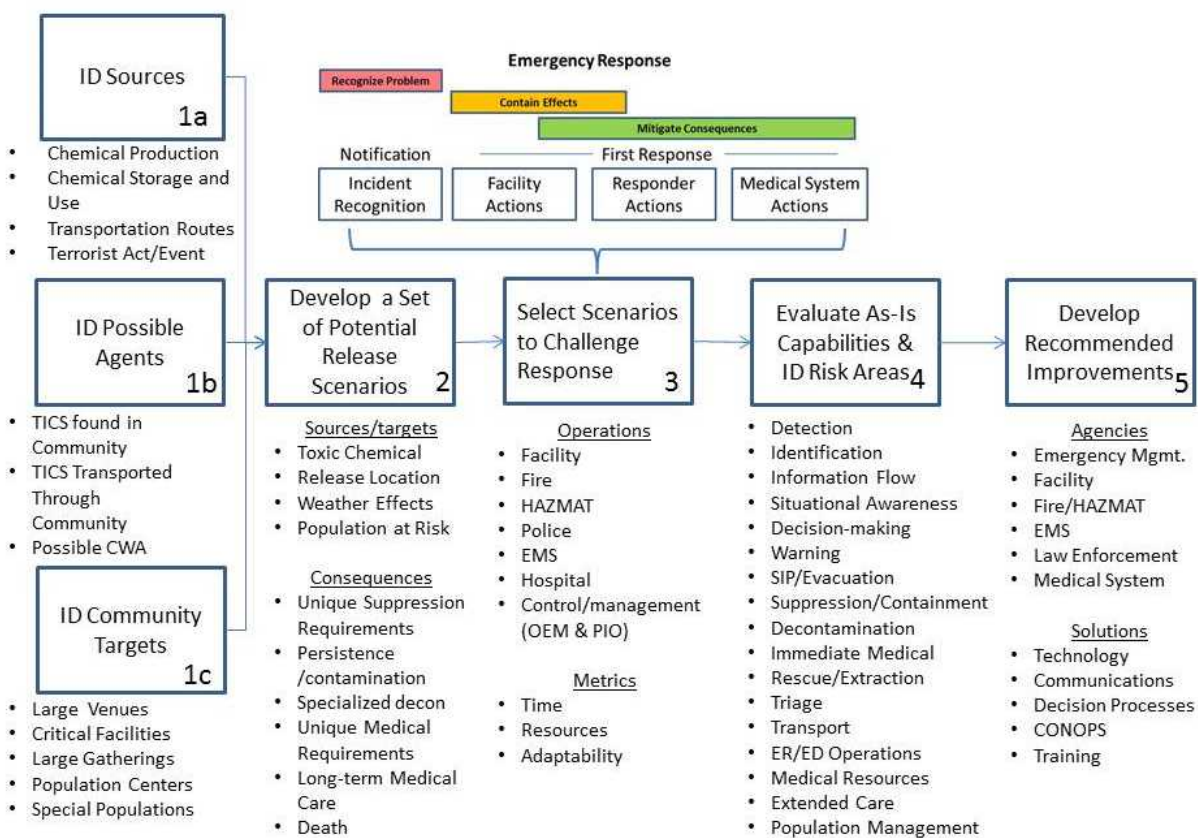 ID Sources
1a
• Chemical Production
• Chemical Storage and
Use
• Transportation Routes
• Terrorist Act/Event
ID Possible
Agents
1b
• TICS found in
Community
• TICS Transported
Through
Community
• Possible CWA
ID Community
Targets
1c
• Large Venues
• Critical Facilities
• Large Gatherings
• Population Centers
• Special Populations
Emergency Response
Recognize Problem
Contain Effects
Mitigate Consequences
Notification
First Response
Incident
Recognition
Facility
Actions
Responder
Actions
Medical System
Actions
Develop a Set
of Potential
Release
Scenarios
2
Sources/targets
• Toxic Chemical
• Release Location
• Weather Effects
• Population at Risk
Consequences
• Unique Suppression
Requirements
• Persistence
/contamination
• Specialized decon
• Unique Medical
Requirements
• Long-term Medical
Care
• Death
Select Scenarios
to Challenge
Response
3
Operations
• Facility
• Fire
• HAZMAT
• Police
• EMS
• Hospital
• Control/management
(OEM & PIO)
Metrics
• Time
• Resources
• Adaptability
Evaluate As-Is
Capabilities &
ID Risk Areas
4
• Detection
• Identification
• Information Flow
• Situational Awareness
• Decision-making
• Warning
• SIP/Evacuation
• Suppression/Containment
• Decontamination
• Immediate Medical
• Rescue/Extraction
• Triage
• Transport
• ER/ED Operations
• Medical Resources
• Extended Care
• Population Management
Develop
Recommended
Improvements
5
Agencies
• Emergency Mgmt.
• Facility
• Fire/HAZMAT
• EMS
• Law Enforcement
• Medical System
Solutions
• Technology
• Communications
• Decision Processes
• CONOPS
• Training